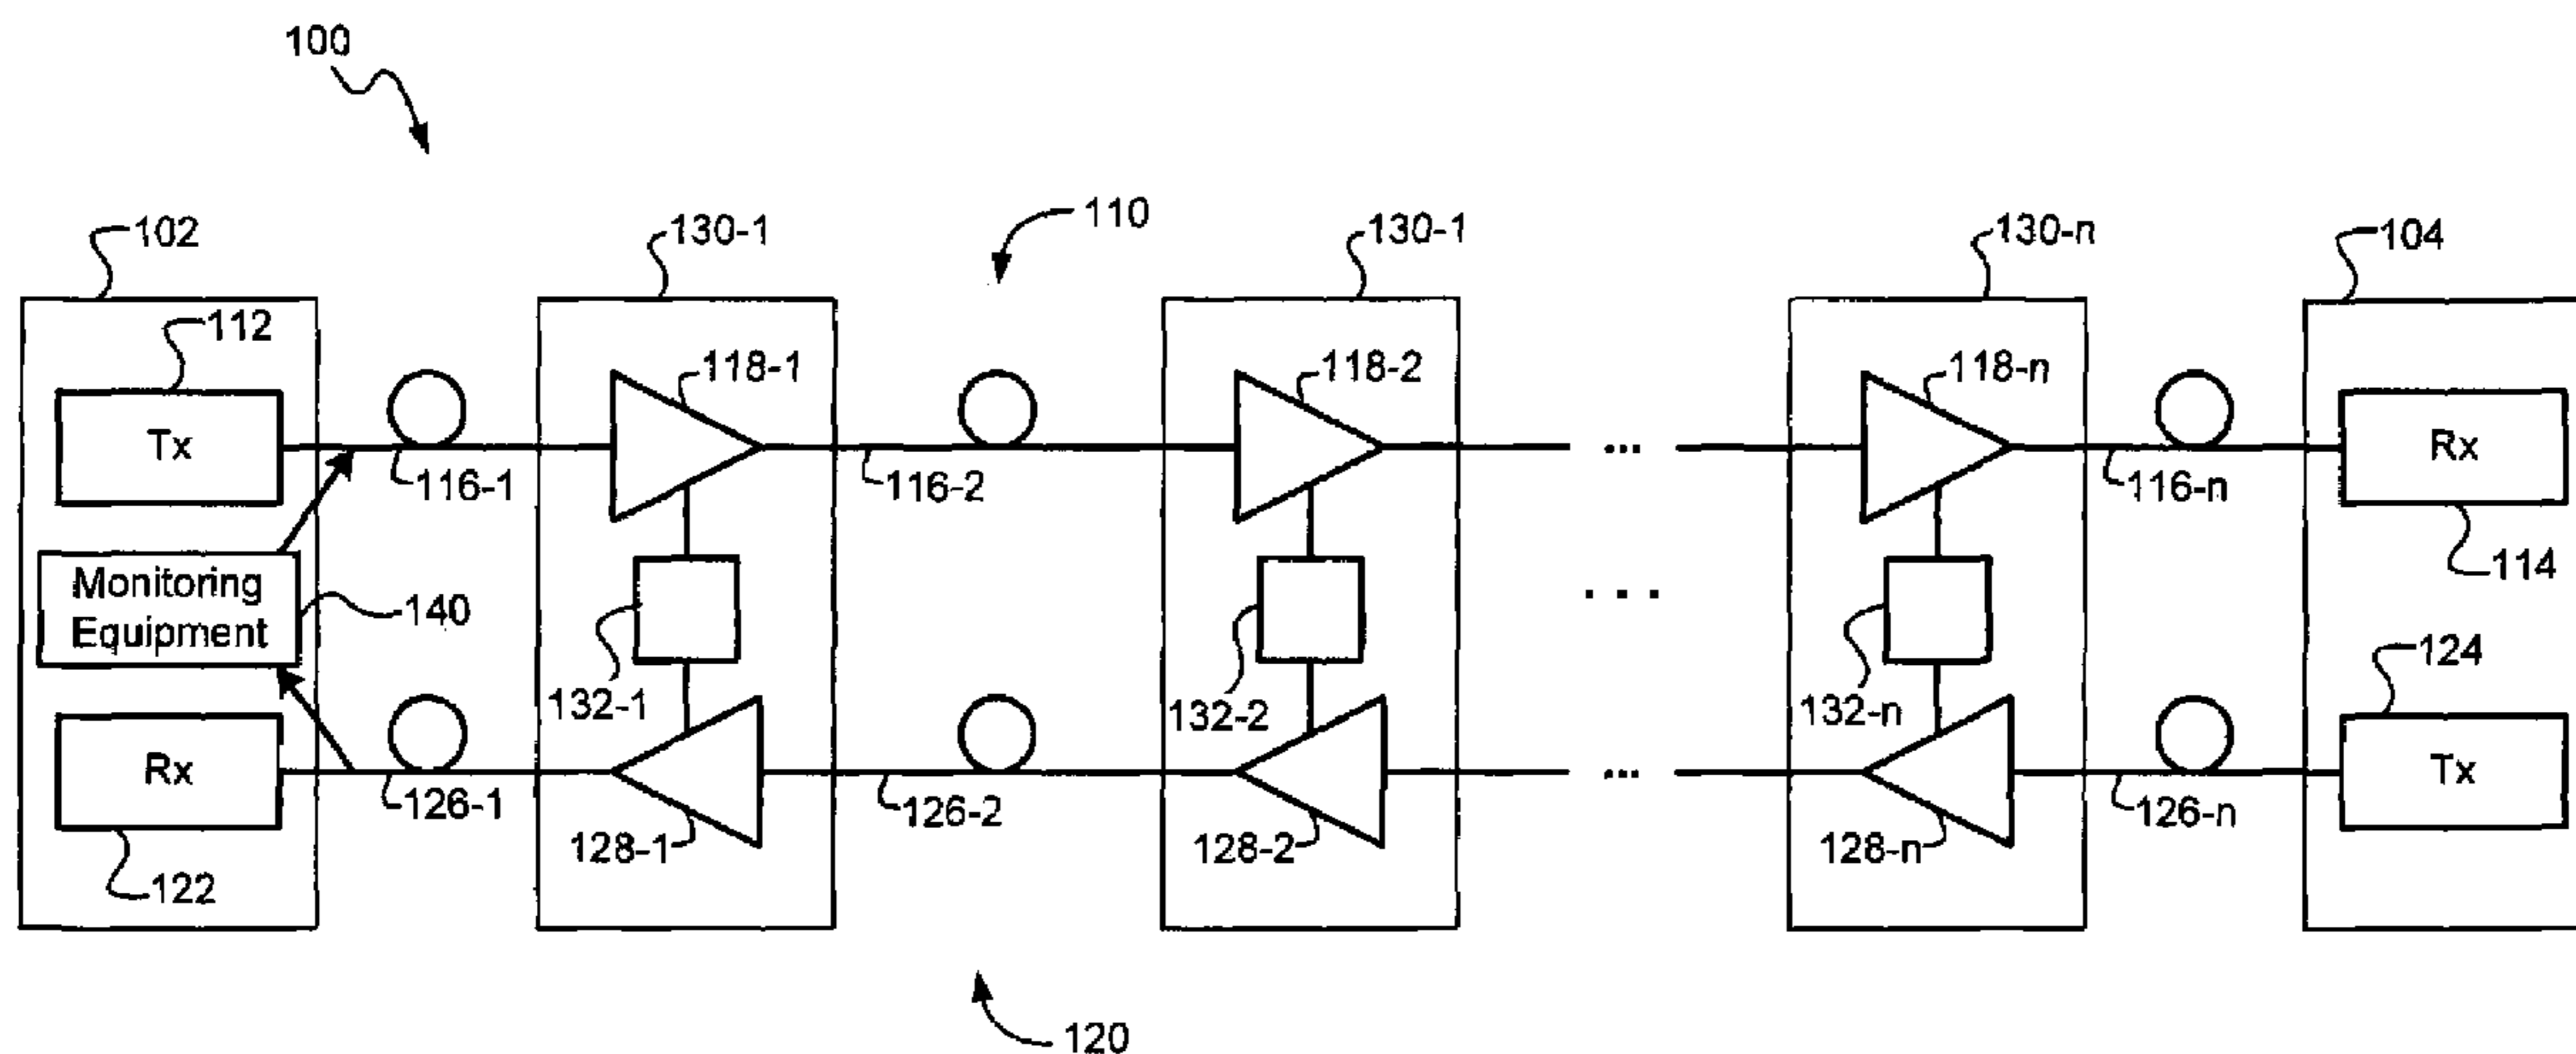 100
110
102
130-1
130-1
130-n
104
112
118-1
118-2
118-n
Tx
...
Rx
116-1
116-2
116-n
114
Monitoring
Equipment
140
. . .
132-1
132-2
132-n
124
Rx
...
Tx
126-1
126-2
126-n
128-1
128-2
128-n
122
120